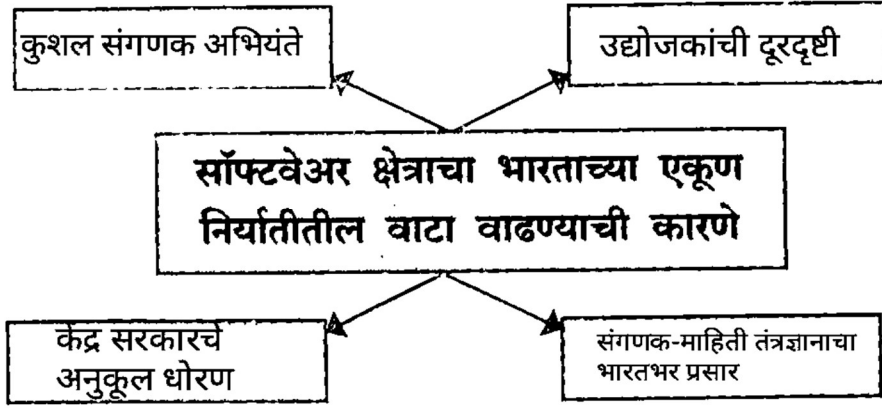 कुशल संगणक अभियंते
उद्योजकांची दूरदृष्टी
सॉफ्टवेअर क्षेत्राचा भारताच्या एकूण
निर्यातीतील वाटा वाढण्याची कारणे
केंद्र सरकारचे
अनुकूल धोरण
संगणक-माहिती तंत्रज्ञानाचा
भारतभर प्रसार